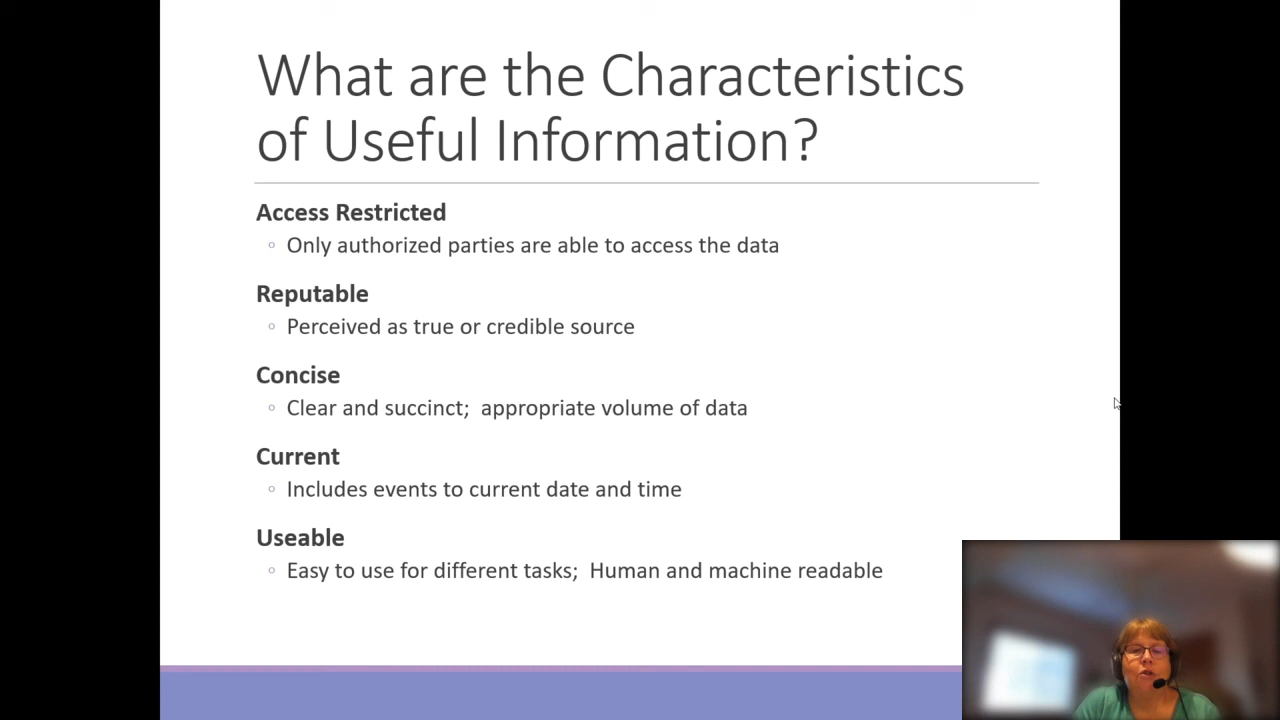 What are the Characteristics
of Useful Information?
Access Restricted
◦ Only authorized parties are able to access the data
Reputable
◦ Perceived as true or credible source
Concise
◦ Clear and succinct;  appropriate volume of data
Current
◦ Includes events to current date and time
Useable
◦ Easy to use for different tasks;  Human and machine readable